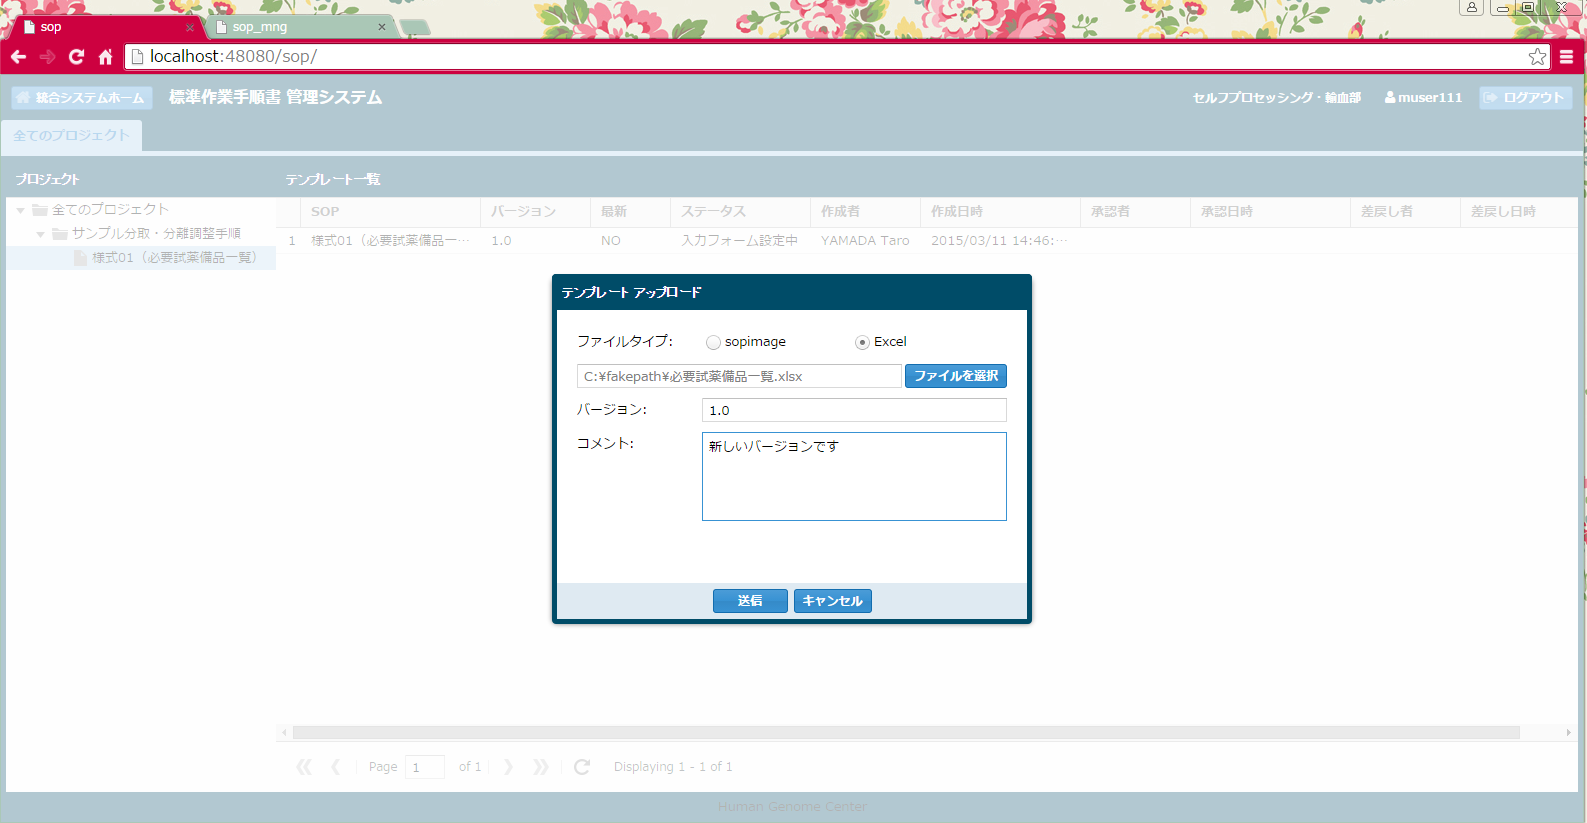 sop
sop_mng
localhost:48080/sop/
統合システムホーム 標準作業手順書 管理システム セルフプロセッシング・輸血部 muser111 ログアウト
全てのプロジェクト
プロジェクト テンプレート一覧
全てのプロジェクト
サンプル分取・分離調整手順
様式01（必要試薬備品一覧）
SOP バージョン 最新 ステータス 作成者 作成日時 承認者 承認日時 差戻し者 差戻し日時
1 様式01（必要試薬備品一… 1.0 NO 入力フォーム設定中 YAMADA Taro 2015/03/11 14:46:…
テンプレート アップロード
ファイルタイプ: sopimage Excel
C:¥fakepath¥必要試薬備品一覧.xlsx ファイルを選択
バージョン: 1.0
コメント: 新しいバージョンです
送信 キャンセル
Page 1 of 1 Displaying 1 - 1 of 1
Human Genome Center